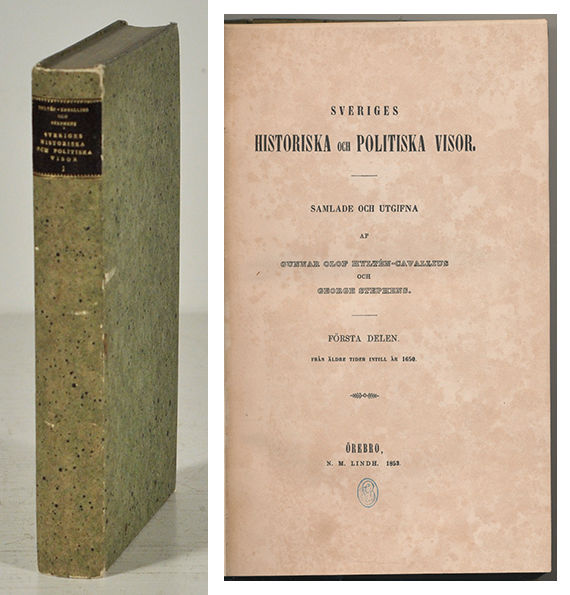 HYLTÉN-CAVALLIUS
OCH
STEPHENS
SVERIGES
HISTORISKA
OCH POLITISKA
VISOR
1
SVERIGES
HISTORISKA OCH POLITISKA VISOR.
SAMLADE OCH UTGIFNA
AF
GUNNAR OLOF HYLTÉN-CAVALLIUS
OCH
GEORGE STEPHENS.
FÖRSTA DELEN.
FRÅN ÄLDRE TIDER INTILL ÅR 1650.
ÖREBRO,
N. M. LINDH. 1853.